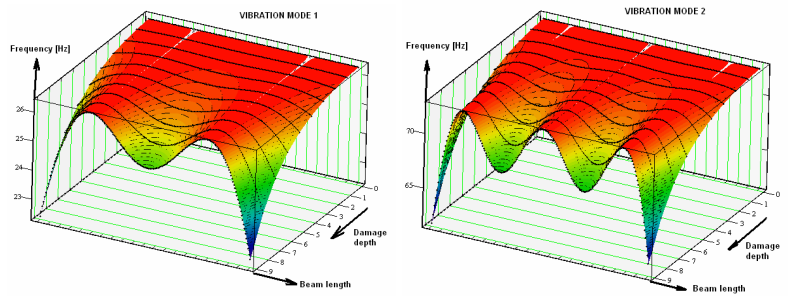 VIBRATION MODE 1
Frequency [Hz]
26
25
24
23
0
1
2
3
4
5
6
7
8
9
Damage
depth
Beam length
VIBRATION MODE 2
Frequency [Hz]
70
65
0
1
2
3
4
5
6
7
8
9
Damage
depth
Beam length